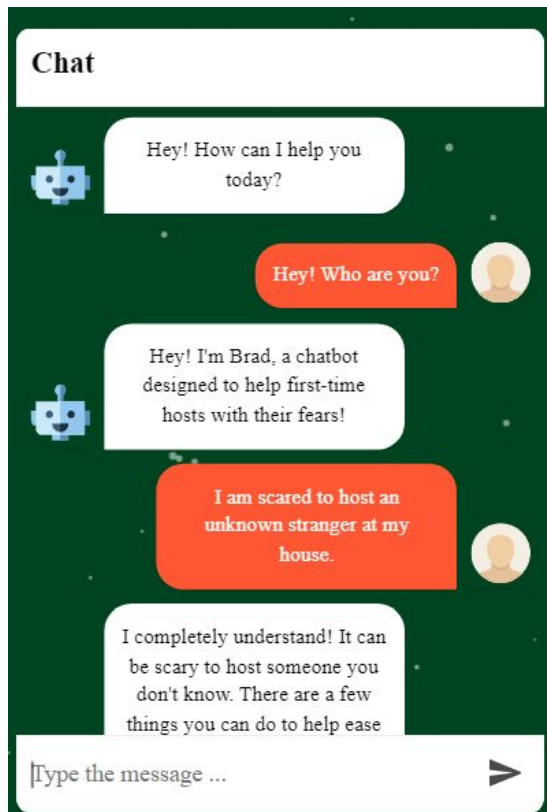 Chat
Hey! How can I help you
today?
Hey! Who are you?
Hey! I'm Brad, a chatbot
designed to help first-time
hosts with their fears!
I am scared to host an
unknown stranger at my
house.
I completely understand! It can
be scary to host someone you
don't know. There are a few
things you can do to help ease
Type the message ...